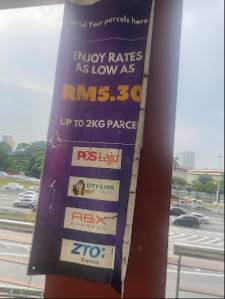 Send Your parcels here
ENJOY RATES
AS LOW AS
RM5.30
UP TO 2KG PARCE
POS Laju
CITY-LINK
ABX
EXPRESS
ZTO:
Express